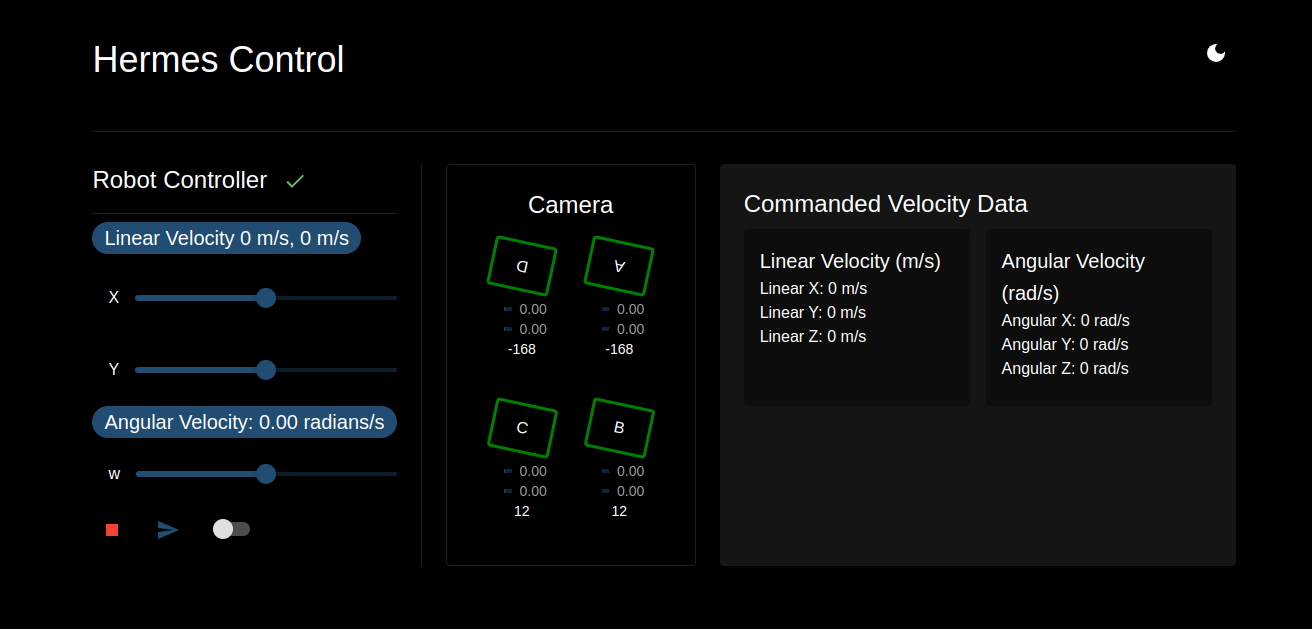 Hermes Control
Robot Controller
Linear Velocity 0 m/s, 0 m/s
X
Y
Angular Velocity: 0.00 radians/s
w
Camera
D A
0.00 0.00
0.00 0.00
-168 -168
C B
0.00 0.00
0.00 0.00
12 12
Commanded Velocity Data
Linear Velocity (m/s)
Linear X: 0 m/s
Linear Y: 0 m/s
Linear Z: 0 m/s
Angular Velocity
(rad/s)
Angular X: 0 rad/s
Angular Y: 0 rad/s
Angular Z: 0 rad/s